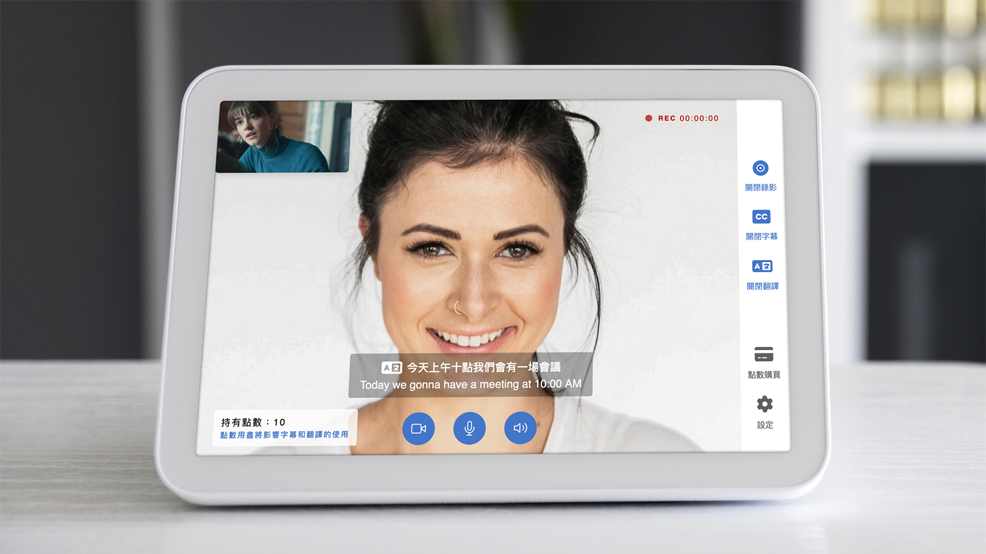 REC 00:00:00
關閉錄影
CC
關閉字幕
A 文
關閉翻譯
A 文 今天上午十點我們會有一場會議
Today we gonna have a meeting at 10:00 AM
點數購買
持有點數：10
點數用盡將影響字幕和翻譯的使用
設定